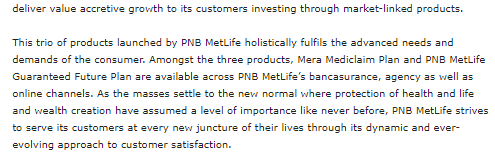 deliver value accretive growth to its customers investing through market-linked products.
This trio of products launched by PNB MetLife holistically fulfils the advanced needs and
demands of the consumer. Amongst the three products, Mera Mediclaim Plan and PNB MetLife
Guaranteed Future Plan are available across PNB MetLife's bancasurance, agency as well as
online channels. As the masses settle to the new normal where protection of health and life
and wealth creation have assumed a level of importance like never before, PNB MetLife strives
to serve its customers at every new juncture of their lives through its dynamic and ever-
evolving approach to customer satisfaction.